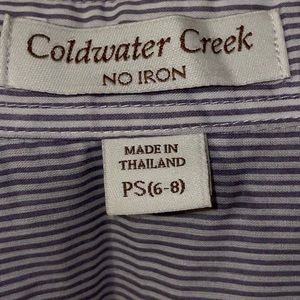 Coldwater Creek
NO IRON
MADE IN
THAILAND
PS(6-8)